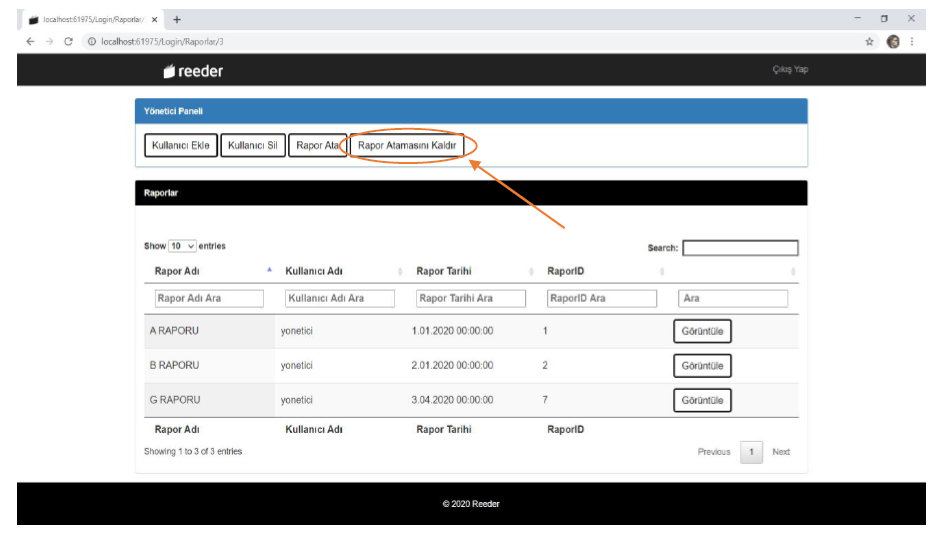 localhost:61975/Login/Raporlar/
localhost:61975/Login/Raporlar/3
reeder
Çıkış Yap
Yönetici Paneli
Kullanıcı Ekle Kullanıcı Sil Rapor Ata Rapor Atamasını Kaldır
Raporlar
Show 10 entries
Search:
Rapor Adı Kullanıcı Adı Rapor Tarihi RaporID
Rapor Adı Ara Kullanıcı Adı Ara Rapor Tarihi Ara RaporID Ara Ara
A RAPORU yonetici 1.01.2020 00:00:00 1 Görüntüle
B RAPORU yonetici 2.01.2020 00:00:00 2 Görüntüle
G RAPORU yonetici 3.04.2020 00:00:00 7 Görüntüle
Rapor Adı Kullanıcı Adı Rapor Tarihi RaporID
Showing 1 to 3 of 3 entries
Previous 1 Next
© 2020 Reeder